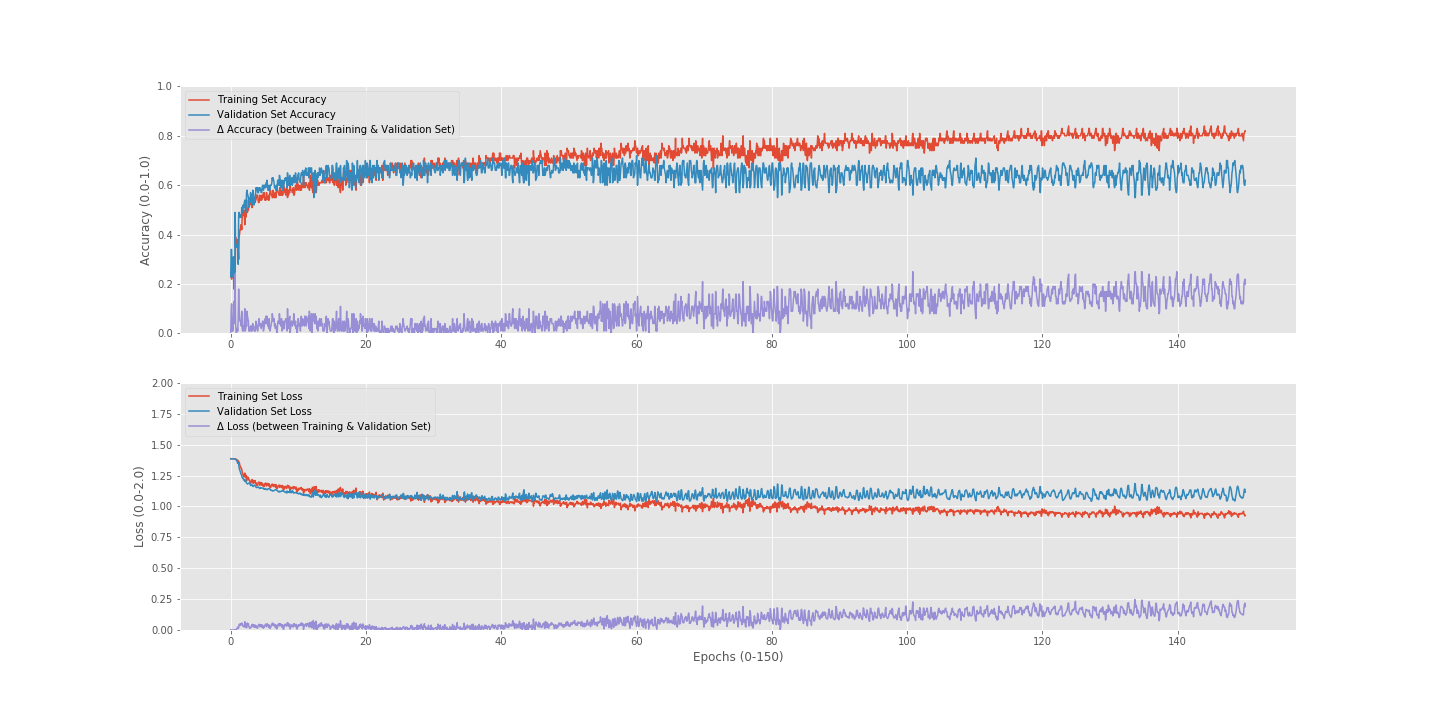 1.0
0.8
0.6
0.4
0.2
0.0
Accuracy (0.0-1.0)
Training Set Accuracy
Validation Set Accuracy
Δ Accuracy (between Training & Validation Set)
0 20 40 60 80 100 120 140
2.00
1.75
1.50
1.25
1.00
0.75
0.50
0.25
0.00
Loss (0.0-2.0)
Training Set Loss
Validation Set Loss
Δ Loss (between Training & Validation Set)
0 20 40 60 80 100 120 140
Epochs (0-150)